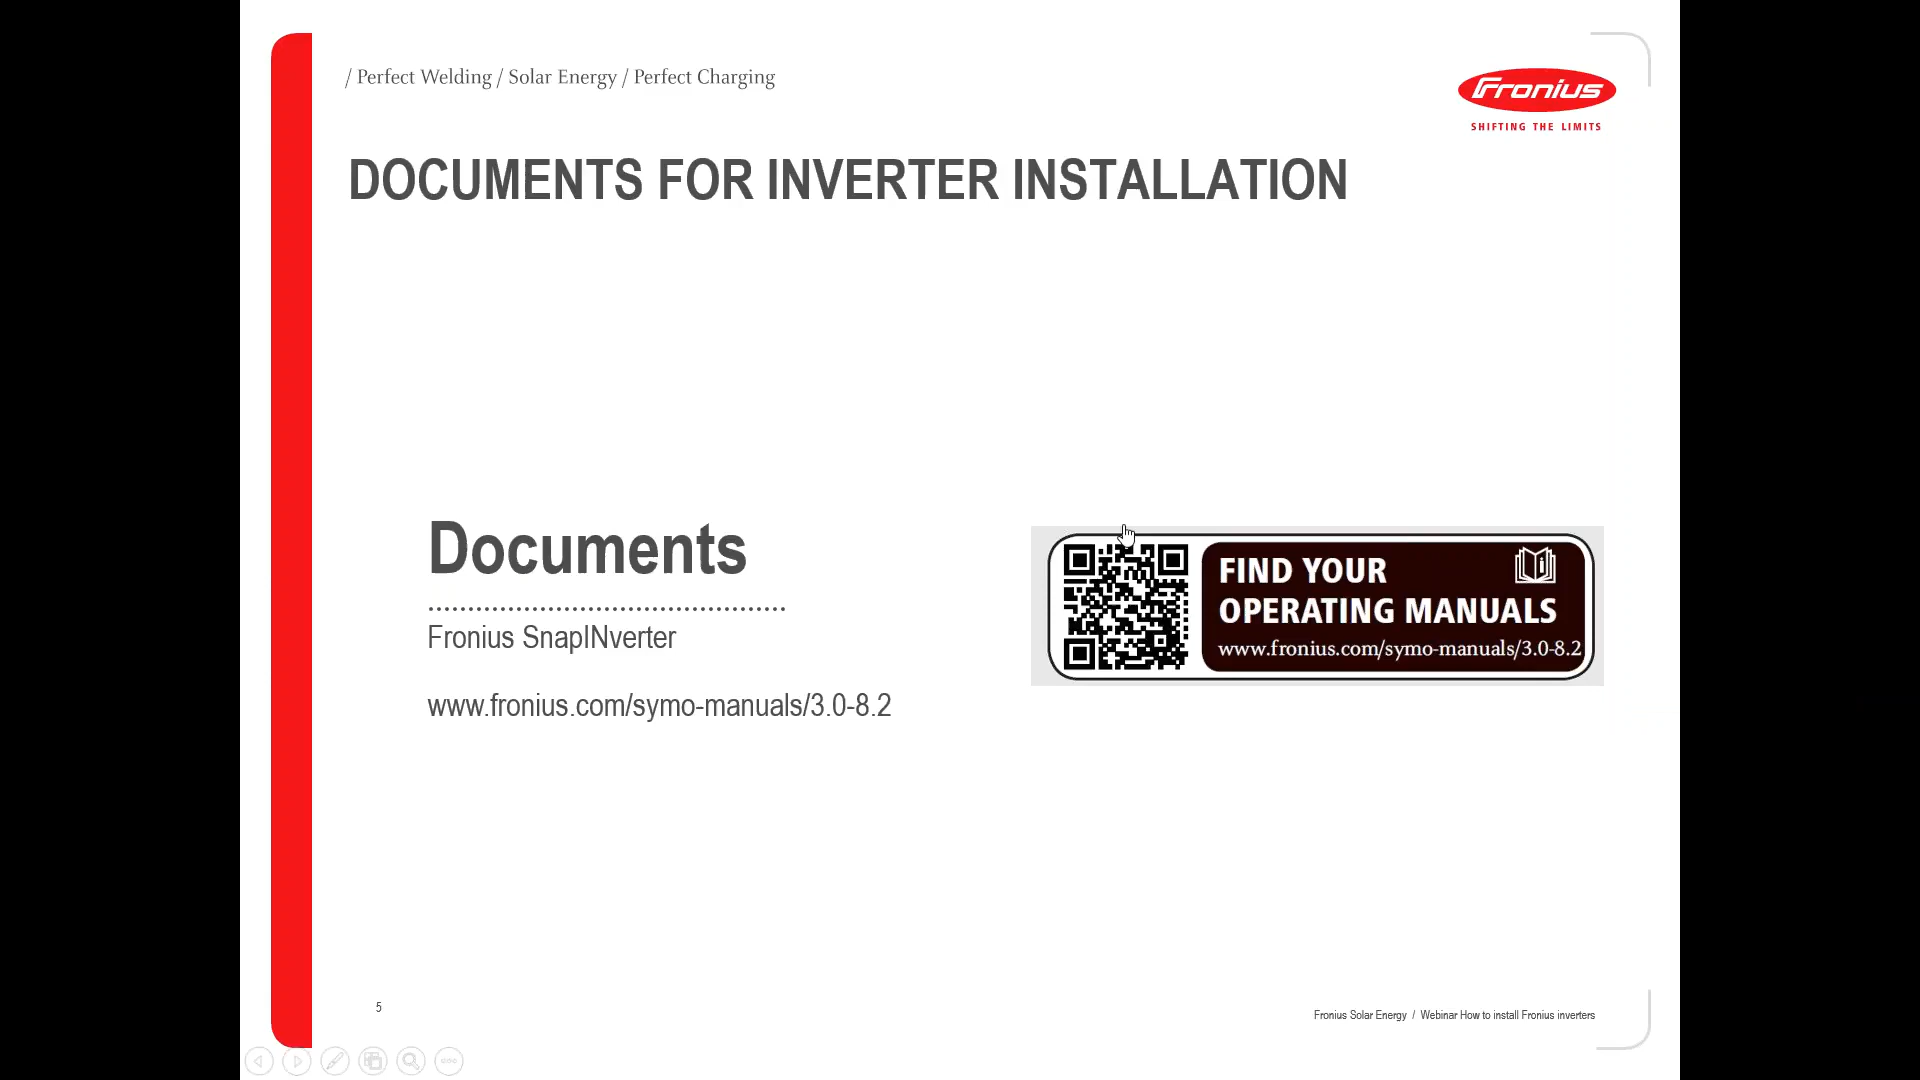 / Perfect Welding / Solar Energy / Perfect Charging
Fronius
SHIFTING THE LIMITS
DOCUMENTS FOR INVERTER INSTALLATION
Documents
Fronius SnapINverter
www.fronius.com/symo-manuals/3.0-8.2
FIND YOUR
OPERATING MANUALS
www.fronius.com/symo-manuals/3.0-8.2
5
Fronius Solar Energy / Webinar How to install Fronius inverters